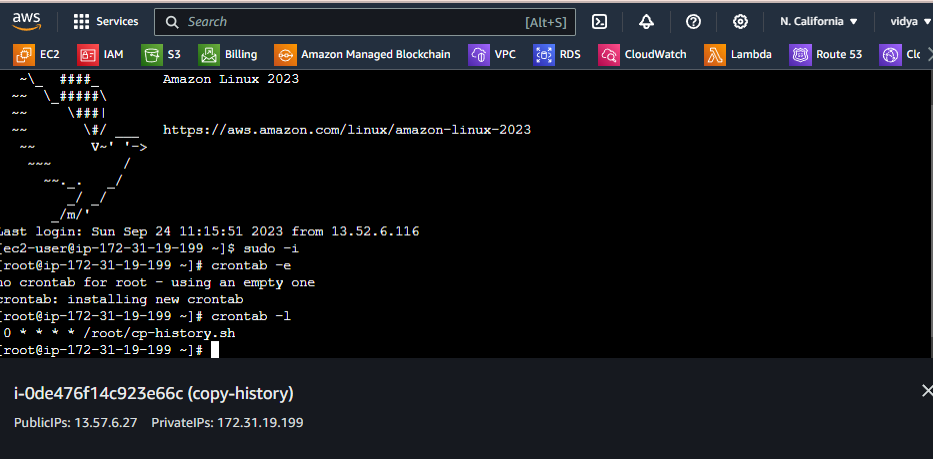 aws Services Search [Alt+S] N. California vidya
EC2 IAM S3 Billing Amazon Managed Blockchain VPC RDS CloudWatch Lambda Route 53
~\_ ####_ Amazon Linux 2023
~~ \_#####\
~~ \###|
~~ \#/ ___ https://aws.amazon.com/linux/amazon-linux-2023
~~ V~' '->
~~~ /
~~._. _/
_/ _/
_/m/'
Last login: Sun Sep 24 11:15:51 2023 from 13.52.6.116
[ec2-user@ip-172-31-19-199 ~]$ sudo -i
[root@ip-172-31-19-199 ~]# crontab -e
no crontab for root - using an empty one
crontab: installing new crontab
[root@ip-172-31-19-199 ~]# crontab -l
0 * * * * /root/cp-history.sh
[root@ip-172-31-19-199 ~]#
i-0de476f14c923e66c (copy-history)
PublicIPs: 13.57.6.27 PrivateIPs: 172.31.19.199